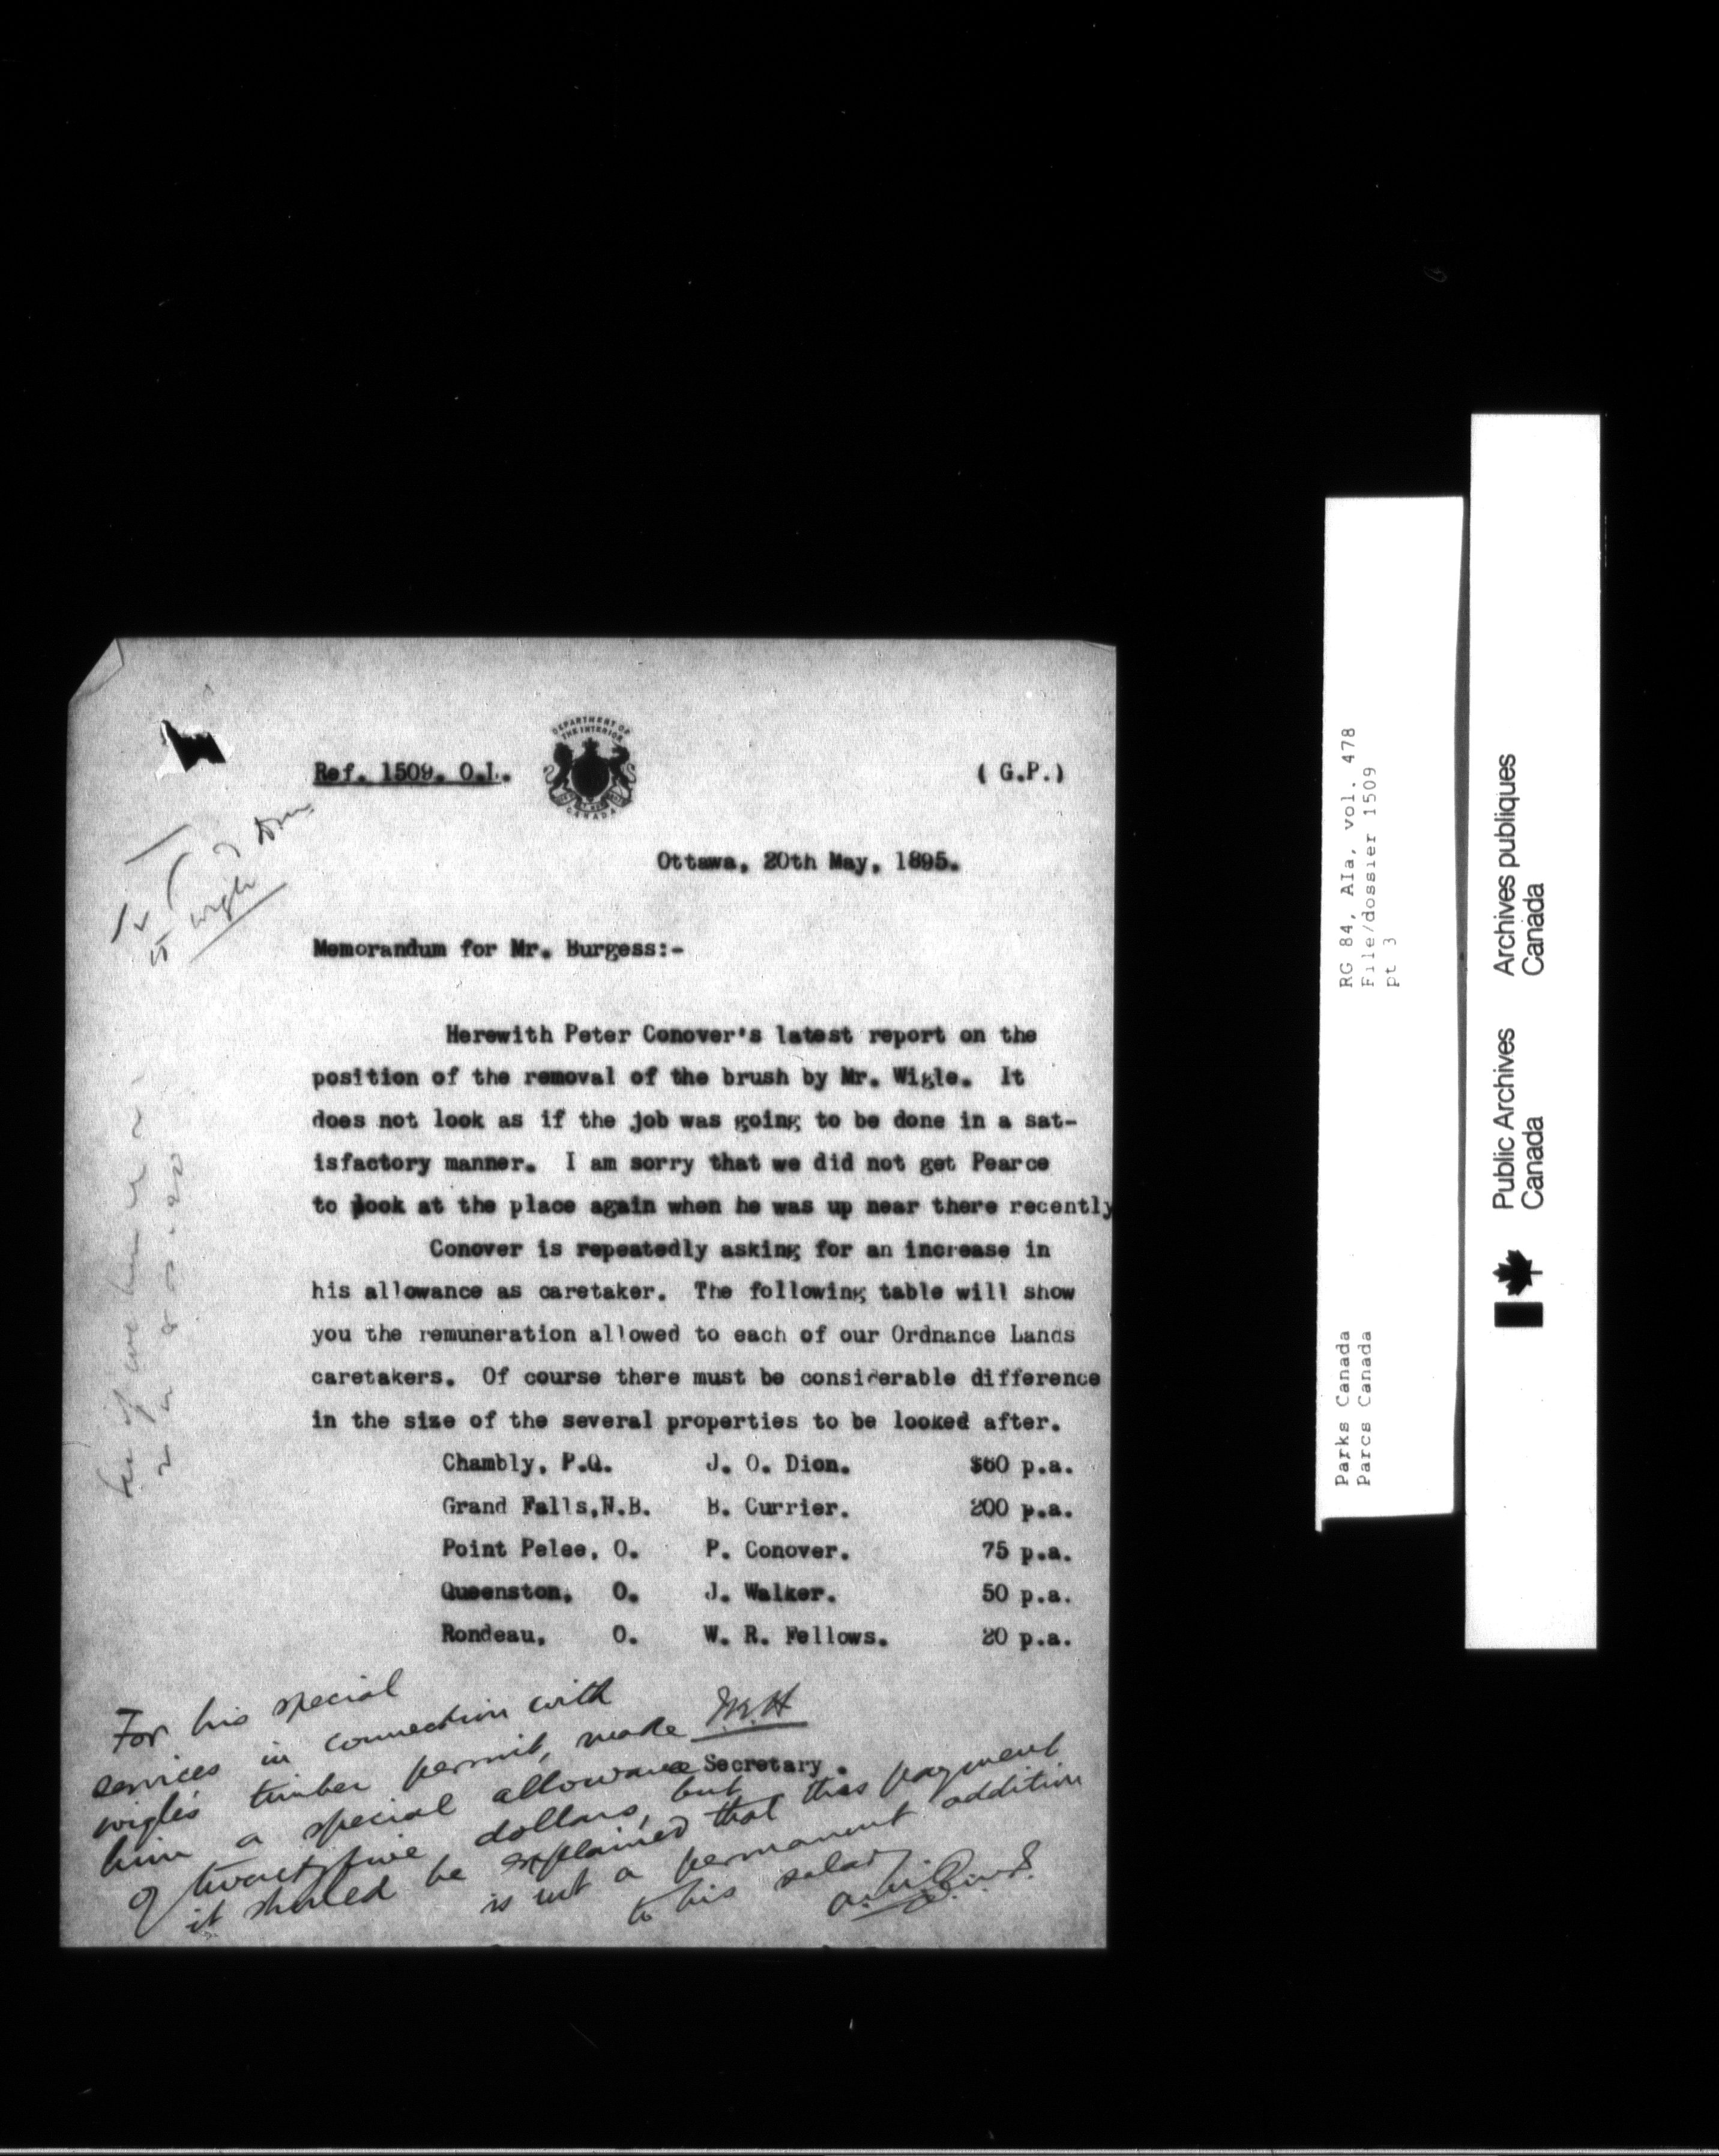 DEPARTMENT OF
THE INTERIOR
CANADA
Ref. 1509. O.L.
( G.P.)
Ottawa, 20th May, 1895.
Wigle
Memorandum for Mr. Burgess:-
Herewith Peter Conover's latest report on the
position of the removal of the brush by Mr. Wigle. It
does not look as if the job was going to be done in a sat-
isfactory manner. I am sorry that we did not get Pearce
to look at the place again when he was up near there recently
Conover is repeatedly asking for an increase in
his allowance as caretaker. The following table will show
you the remuneration allowed to each of our Ordnance Lands
caretakers. Of course there must be considerable difference
in the size of the several properties to be looked after.
Chambly, P.Q. J. O. Dion. $60 p.a.
Grand Falls,N.B. B. Currier. 200 p.a.
Point Pelee, O. P. Conover. 75 p.a.
Queenston, O. J. Walker. 50 p.a.
Rondeau, O. W. R. Fellows. 20 p.a.
Secretary.
For his special
services in connection with
Wigle's timber permit, make
him a special allowance
of twentyfive dollars, but
it should be explained that this payment
is not a permanent addition
to his salary.
RG 84, AIa, vol. 478
File/dossier 1509
pt 3
Parks Canada
Parcs Canada
Public Archives
Canada
Archives publiques
Canada